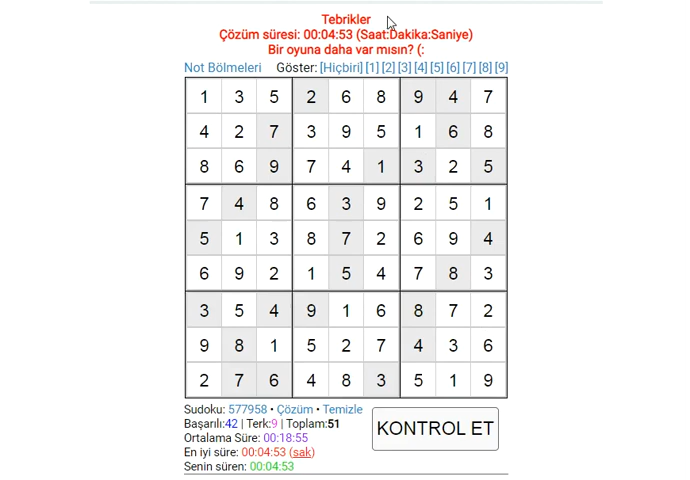 Tebrikler
Çözüm süresi: 00:04:53 (Saat:Dakika:Saniye)
Bir oyuna daha var mısın? (:
Not Bölmeleri Göster: [Hiçbiri] [1] [2] [3] [4] [5] [6] [7] [8] [9]
1 3 5 2 6 8 9 4 7
4 2 7 3 9 5 1 6 8
8 6 9 7 4 1 3 2 5
7 4 8 6 3 9 2 5 1
5 1 3 8 7 2 6 9 4
6 9 2 1 5 4 7 8 3
3 5 4 9 1 6 8 7 2
9 8 1 5 2 7 4 3 6
2 7 6 4 8 3 5 1 9
Sudoku: 577958 • Çözüm • Temizle
Başarılı:42 | Terk:9 | Toplam:51
Ortalama Süre: 00:18:55
En iyi süre: 00:04:53 (sak)
Senin süren: 00:04:53
KONTROL ET